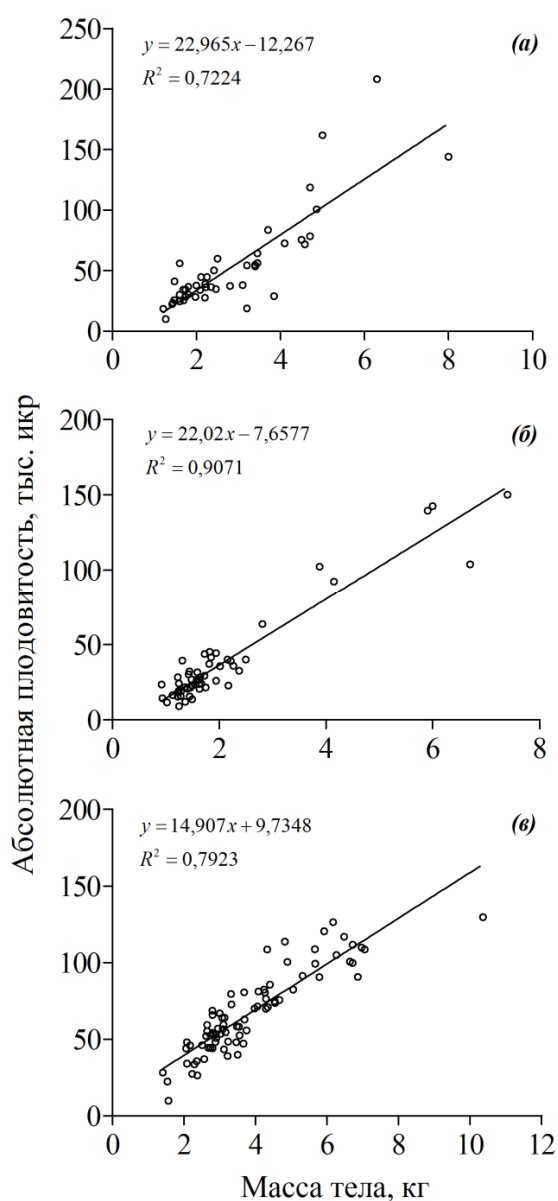 Абсолютная плодовитость, тыс. икр
y = 22,965x − 12,267
(а)
R² = 0,7224
250
200
150
100
50
0
0 2 4 6 8 10
y = 22,02x − 7,6577
(б)
R² = 0,9071
200
150
100
50
0
0 2 4 6 8
y = 14,907x + 9,7348
(в)
R² = 0,7923
200
150
100
50
0
0 2 4 6 8 10 12
Масса тела, кг